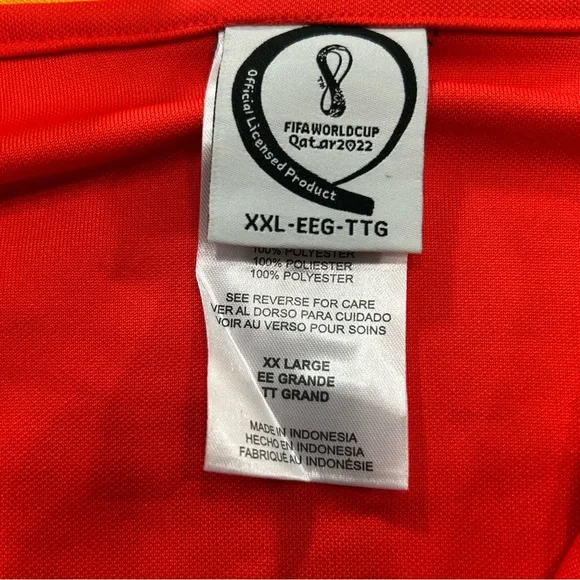 Official Licensed Product
FIFA WORLD CUP
Qatar2022
XXL-EEG-TTG
100% POLYESTER
100% POLIESTER
100% POLYESTER
SEE REVERSE FOR CARE
VER AL DORSO PARA CUIDADO
VOIR AU VERSO POUR SOINS
XX LARGE
EE GRANDE
TT GRAND
MADE IN INDONESIA
HECHO EN INDONESIA
FABRIQUÉ AU INDONÉSIE